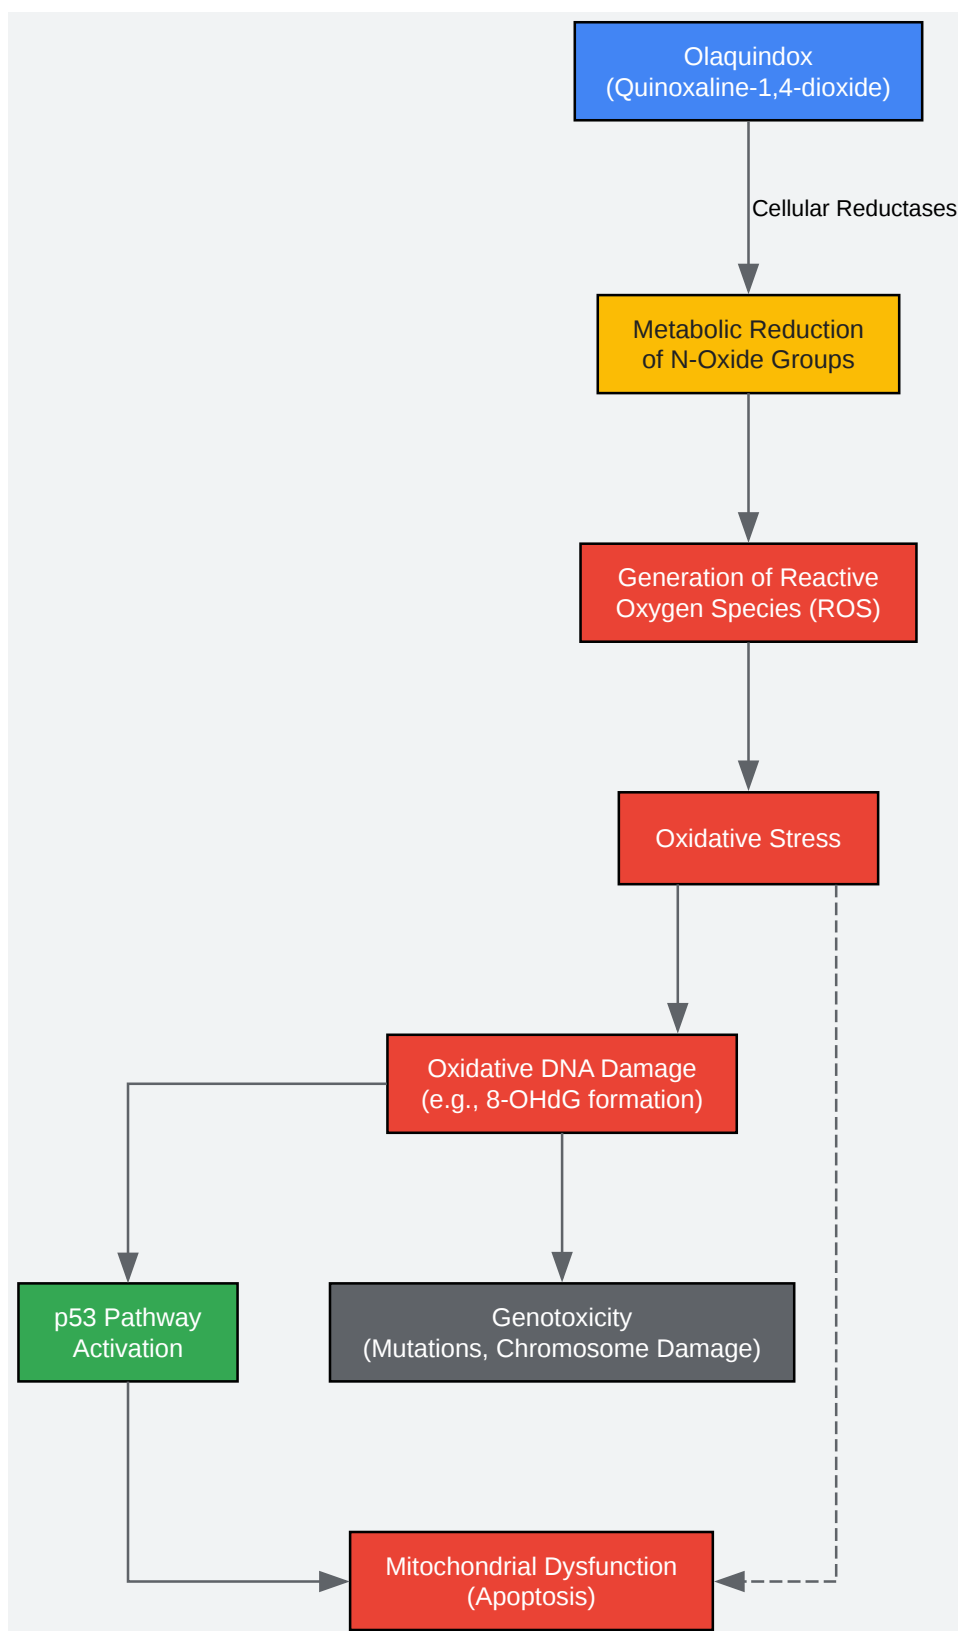 Olaquindox
(Quinoxaline-1,4-dioxide)
Cellular Reductases
Metabolic Reduction
of N-Oxide Groups
Generation of Reactive
Oxygen Species (ROS)
Oxidative Stress
Oxidative DNA Damage
(e.g., 8-OHdG formation)
p53 Pathway
Activation
Genotoxicity
(Mutations, Chromosome Damage)
Mitochondrial Dysfunction
(Apoptosis)